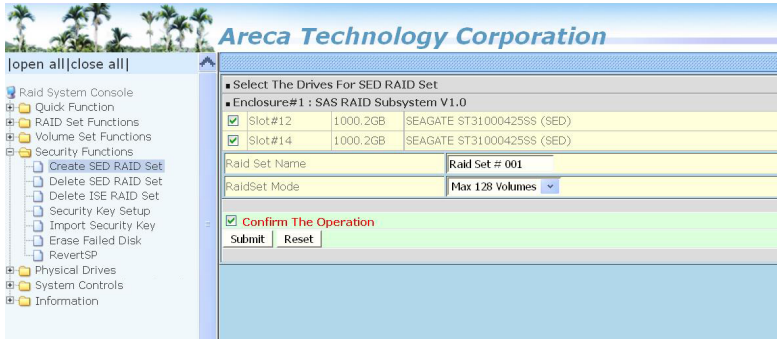 Areca Technology Corporation
|open all|close all|
Raid System Console
Quick Function
RAID Set Functions
Volume Set Functions
Security Functions
Create SED RAID Set
Delete SED RAID Set
Delete ISE RAID Set
Security Key Setup
Import Security Key
Erase Failed Disk
RevertSP
Physical Drives
System Controls
Information
Select The Drives For SED RAID Set
Enclosure#1 : SAS RAID Subsystem V1.0
Slot#12 1000.2GB SEAGATE ST31000425SS (SED)
Slot#14 1000.2GB SEAGATE ST31000425SS (SED)
Raid Set Name Raid Set # 001
RaidSet Mode Max 128 Volumes
Confirm The Operation
Submit Reset